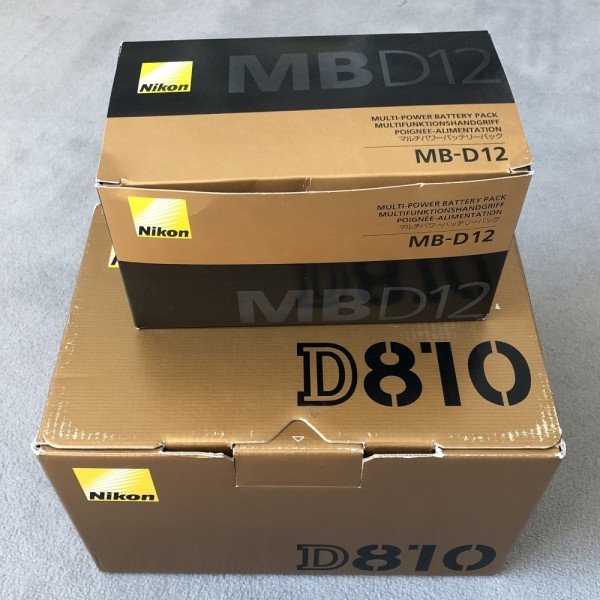 Nikon
MBD12
MULTI-POWER BATTERY PACK
MULTIFUNKTIONSHANDGRIFF
POIGNÉE-ALIMENTATION
マルチパワーバッテリーパック
MB-D12
Nikon
MULTI-POWER BATTERY PACK
MULTIFUNKTIONSHANDGRIFF
POIGNÉE-ALIMENTATION
マルチパワーバッテリーパック
MB-D12
MBD12
D810
Nikon
D810